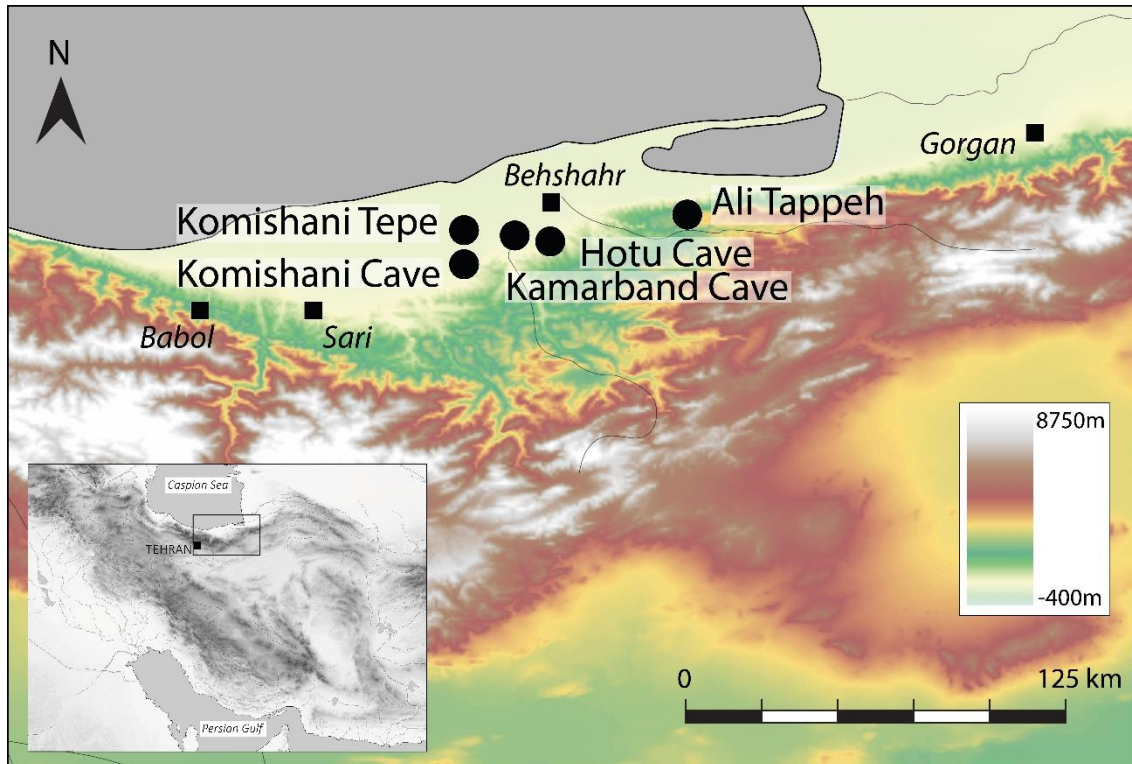 N
Gorgan
Behshahr
Ali Tappeh
Komishani Tepe
Hotu Cave
Komishani Cave
Kamarband Cave
Babol
Sari
8750m
-400m
Caspion Sea
TEHRAN
Persian Gulf
0
125 km